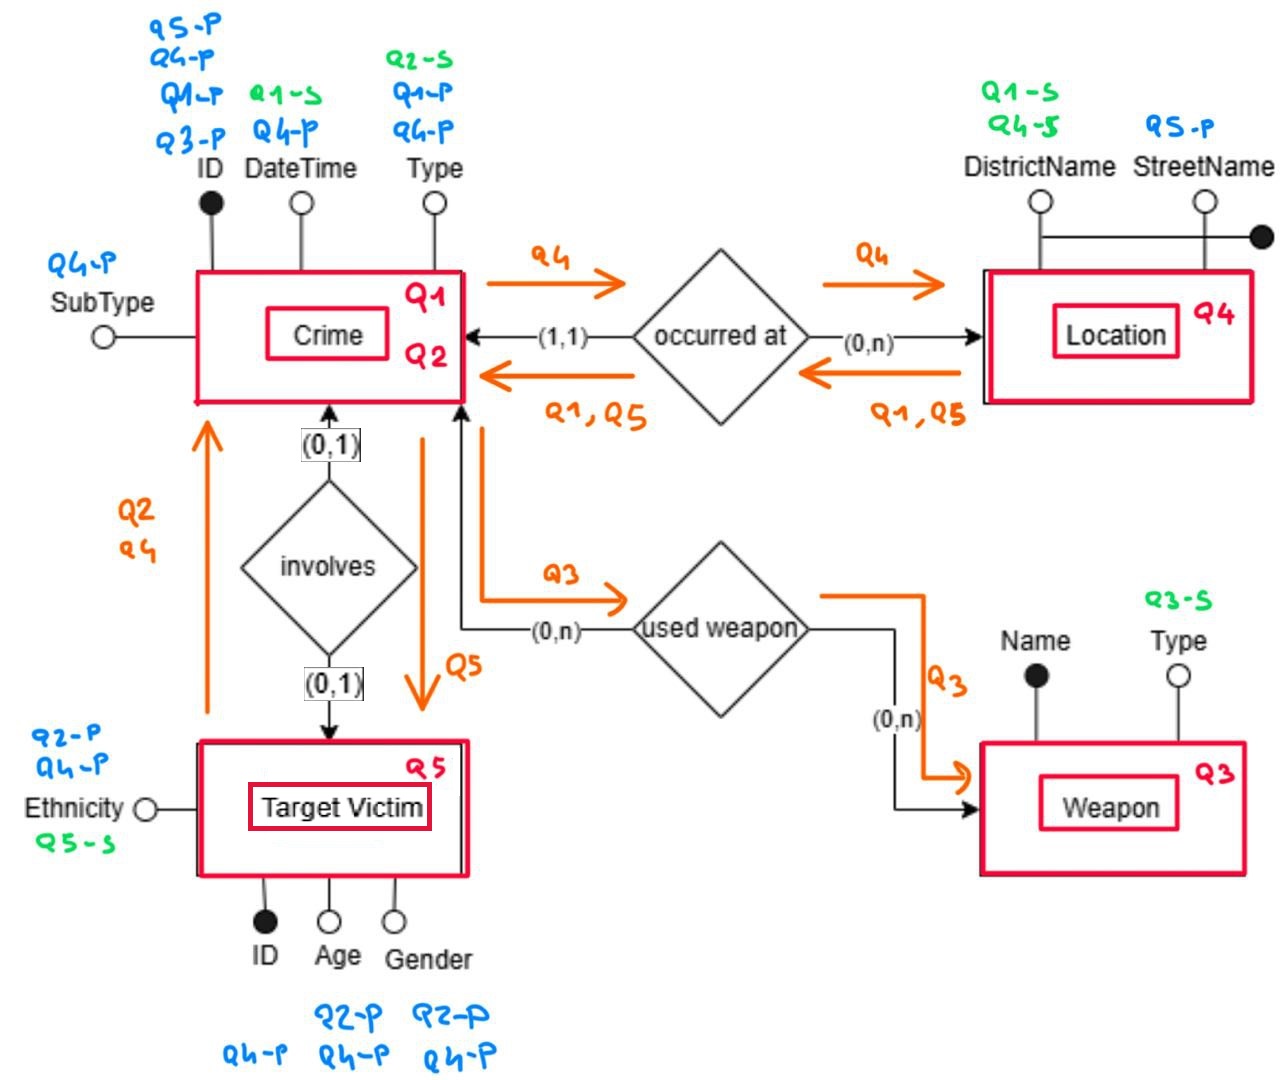 Q5-P
Q4-P
Q1-P
Q3-P
ID
Q1-S
Q4-P
DateTime
Q2-S
Q1-P
Q4-P
Type
Q1-S
Q4-S
DistrictName
Q5-P
StreetName
Q4-P
SubType
Crime
Q1
Q2
Q4
(1,1)
occurred at
Q4
(0,n)
Location
Q4
Q1, Q5
Q1, Q5
(0,1)
Q2
Q4
involves
(0,1)
Q5
Q3
(0,n)
used weapon
Q3
(0,n)
Name
Q3-S
Type
Weapon
Q3
Q2-P
Q4-P
Ethnicity
Q5-S
Target Victim
Q5
ID
Age
Gender
Q2-P
Q2-P
Q4-P
Q4-P
Q4-P